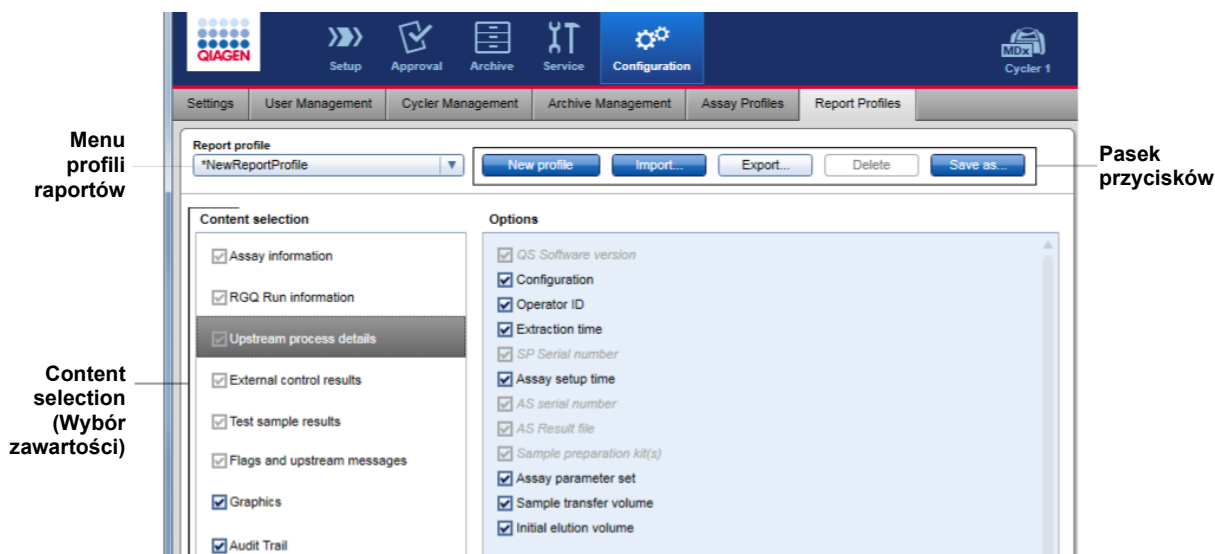 QIAGEN
Setup
Approval
Archive
Service
Configuration
MDx
Cycler 1
Settings
User Management
Cycler Management
Archive Management
Assay Profiles
Report Profiles
Menu
profili
raportów
Report profile
*NewReportProfile
New profile
Import...
Export...
Delete
Save as...
Pasek
przycisków
Content selection
Options
Assay information
RGQ Run information
Upstream process details
External control results
Test sample results
Flags and upstream messages
Graphics
Audit Trail
QS Software version
Configuration
Operator ID
Extraction time
SP Serial number
Assay setup time
AS serial number
AS Result file
Sample preparation kit(s)
Assay parameter set
Sample transfer volume
Initial elution volume
Content
selection
(Wybór
zawartości)